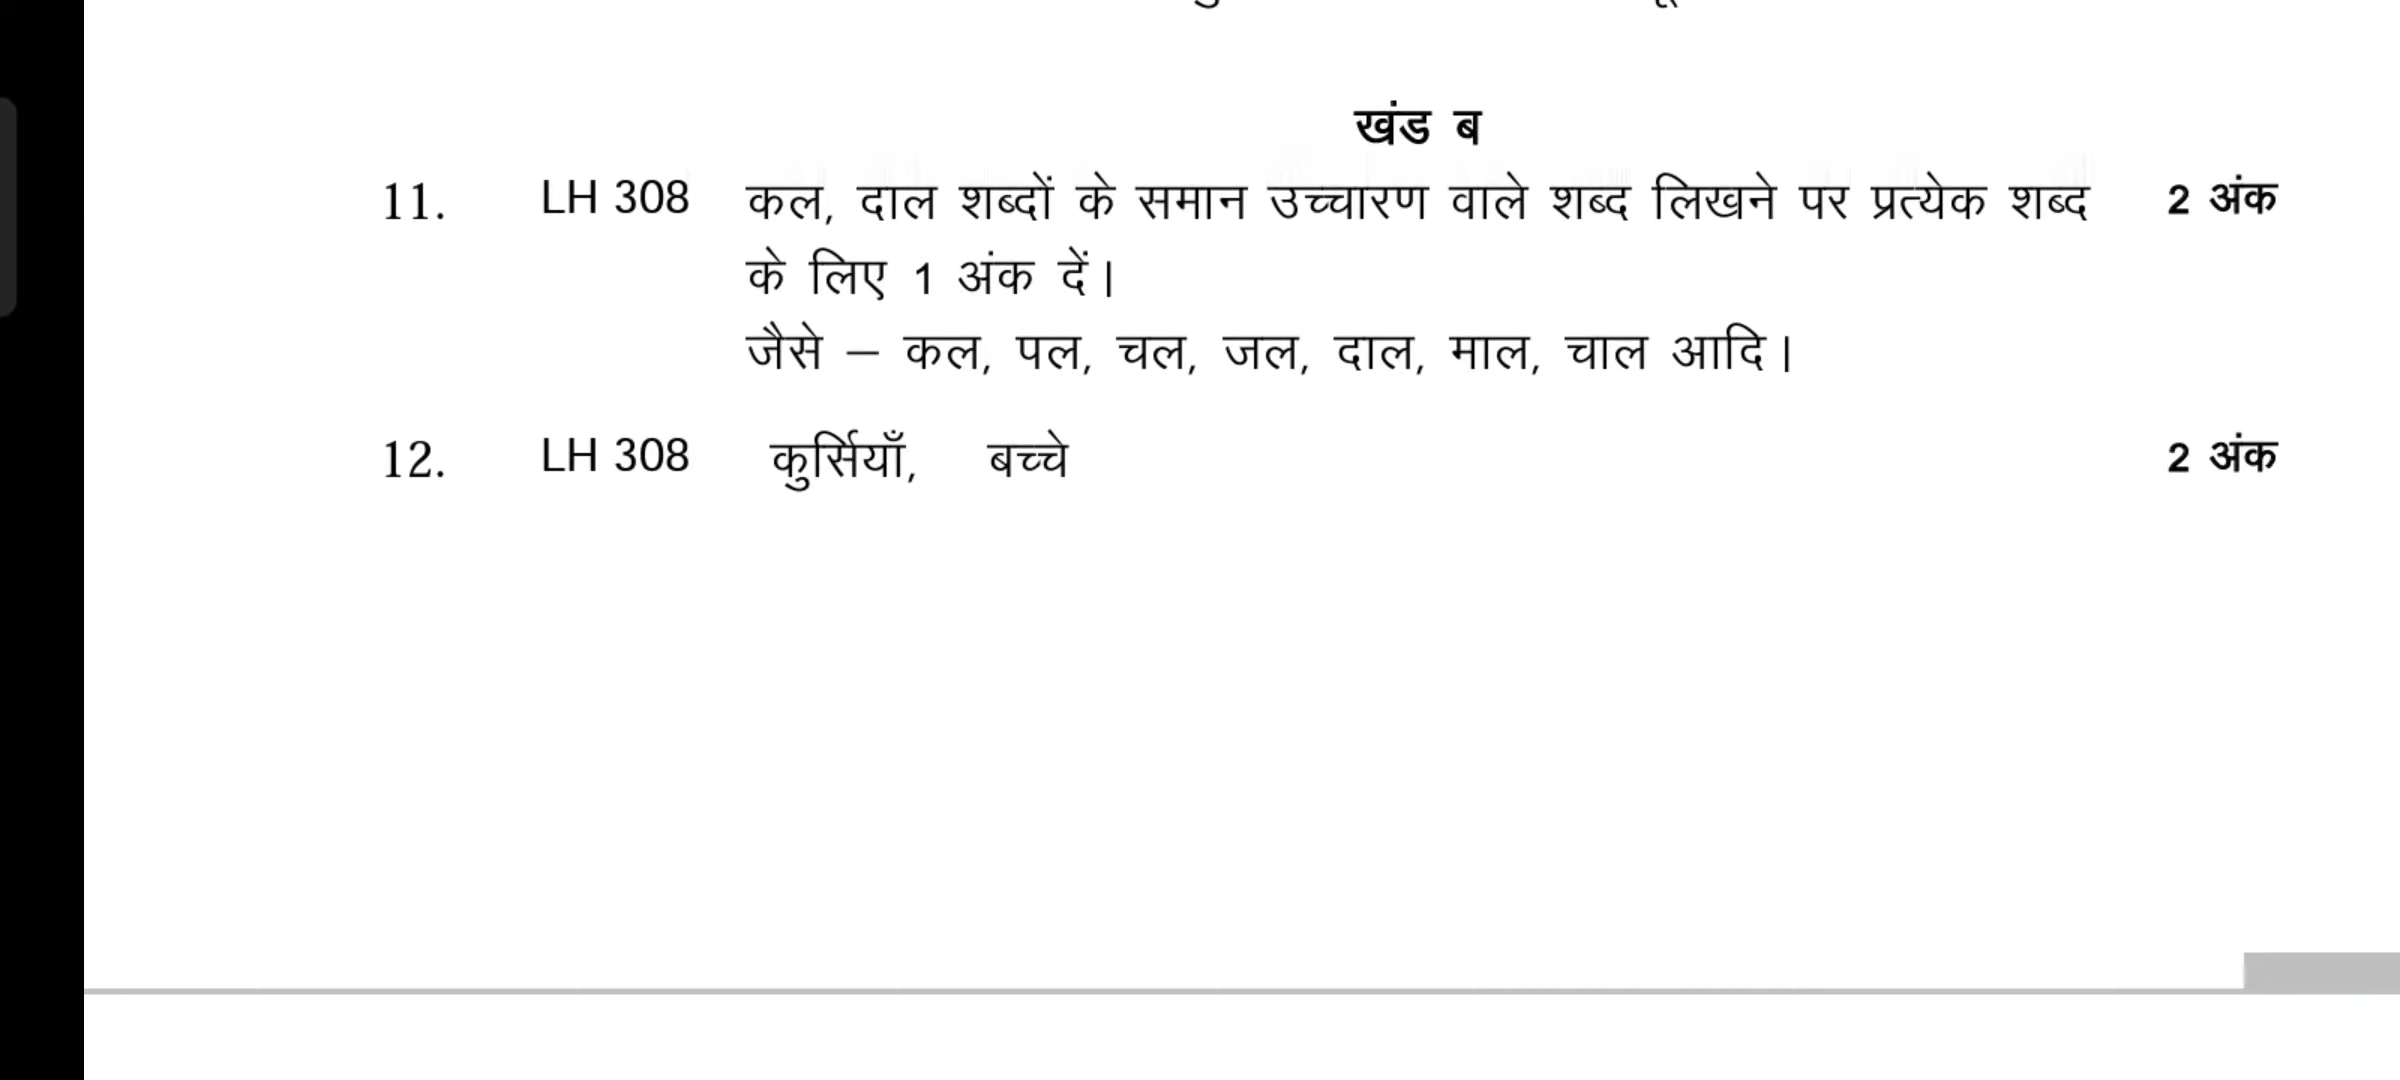 खंड ब
11. LH 308 कल, दाल शब्दों के समान उच्चारण वाले शब्द लिखने पर प्रत्येक शब्द 2 अंक
के लिए 1 अंक दें।
जैसे – कल, पल, चल, जल, दाल, माल, चाल आदि।
12. LH 308 कुर्सियाँ, बच्चे 2 अंक